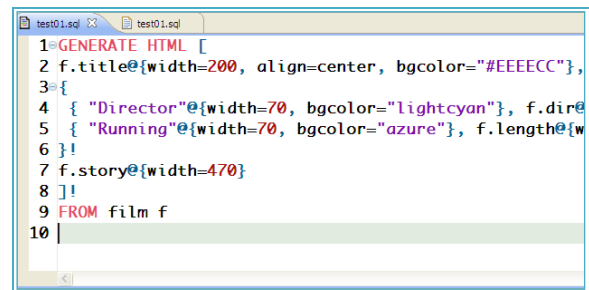 test01.sql test01.sql
1 GENERATE HTML [
2 f.title@{width=200, align=center, bgcolor="#EEEECC"},
3 {
4 { "Director"@{width=70, bgcolor="lightcyan"}, f.dir@
5 { "Running"@{width=70, bgcolor="azure"}, f.length@{w
6 }!
7 f.story@{width=470}
8 ]!
9 FROM film f
10